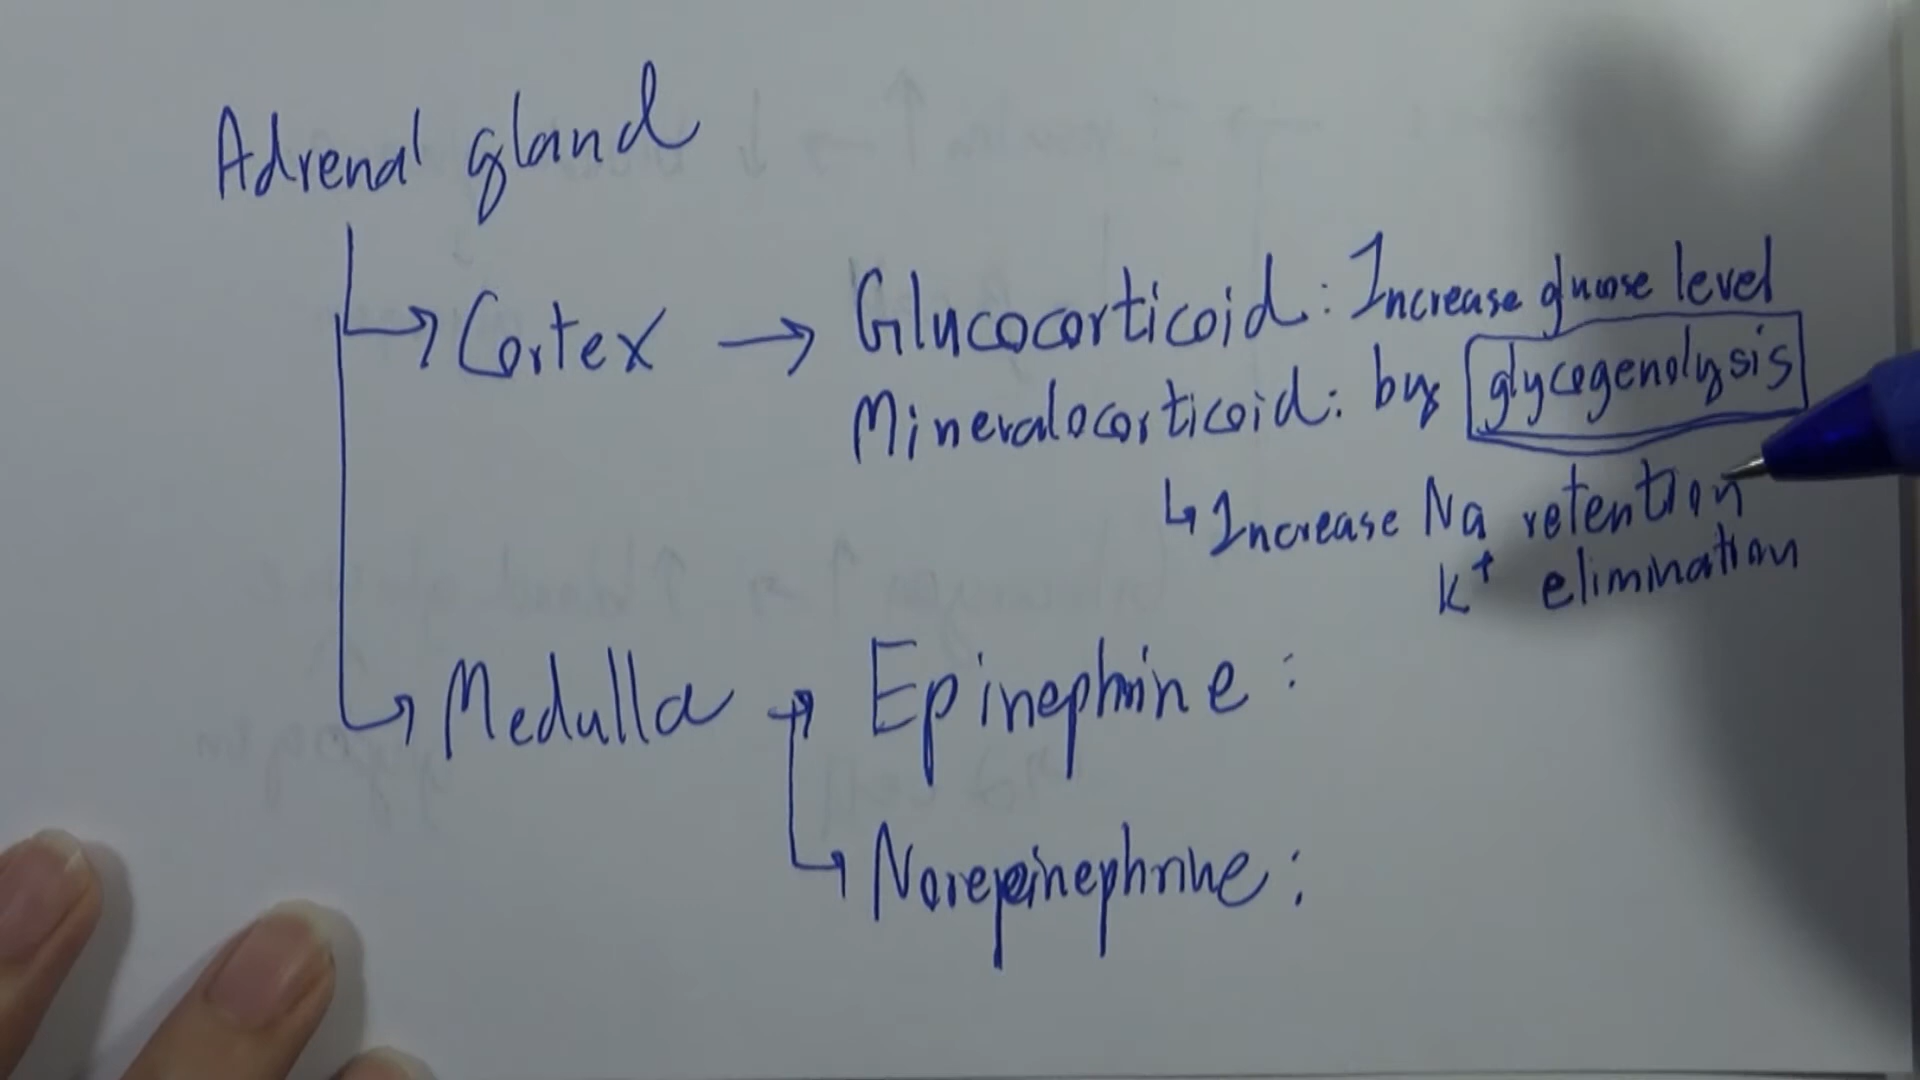 Adrenal gland
Cortex → Glucocorticoid: Increase glucose level
Mineralocorticoid: by glycogenolysis
↳ Increase Na retention
K+ elimination
Medulla → Epinephrine:
↳ Norepinephrine: